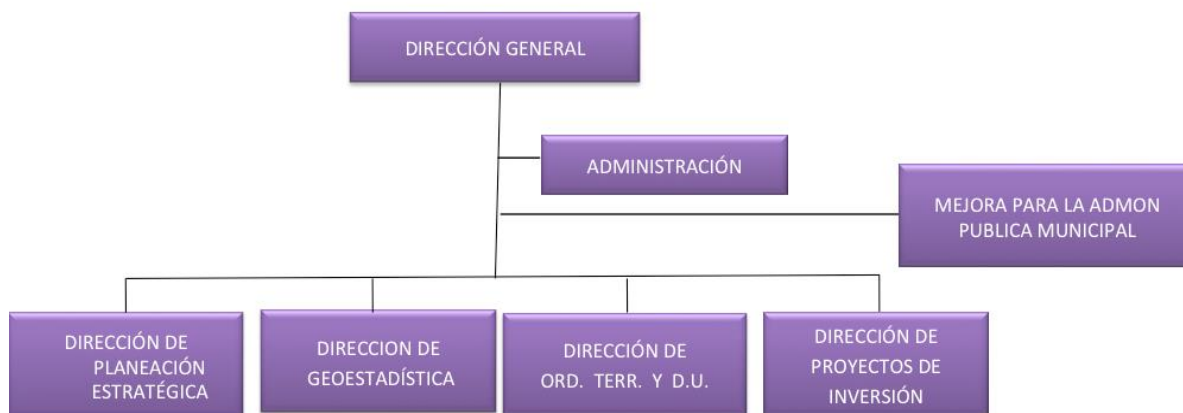 DIRECCIÓN GENERAL
ADMINISTRACIÓN
MEJORA PARA LA ADMON
PUBLICA MUNICIPAL
DIRECCIÓN DE
PLANEACIÓN
ESTRATÉGICA
DIRECCION DE
GEOESTADÍSTICA
DIRECCIÓN DE
ORD. TERR. Y D.U.
DIRECCIÓN DE
PROYECTOS DE
INVERSIÓN